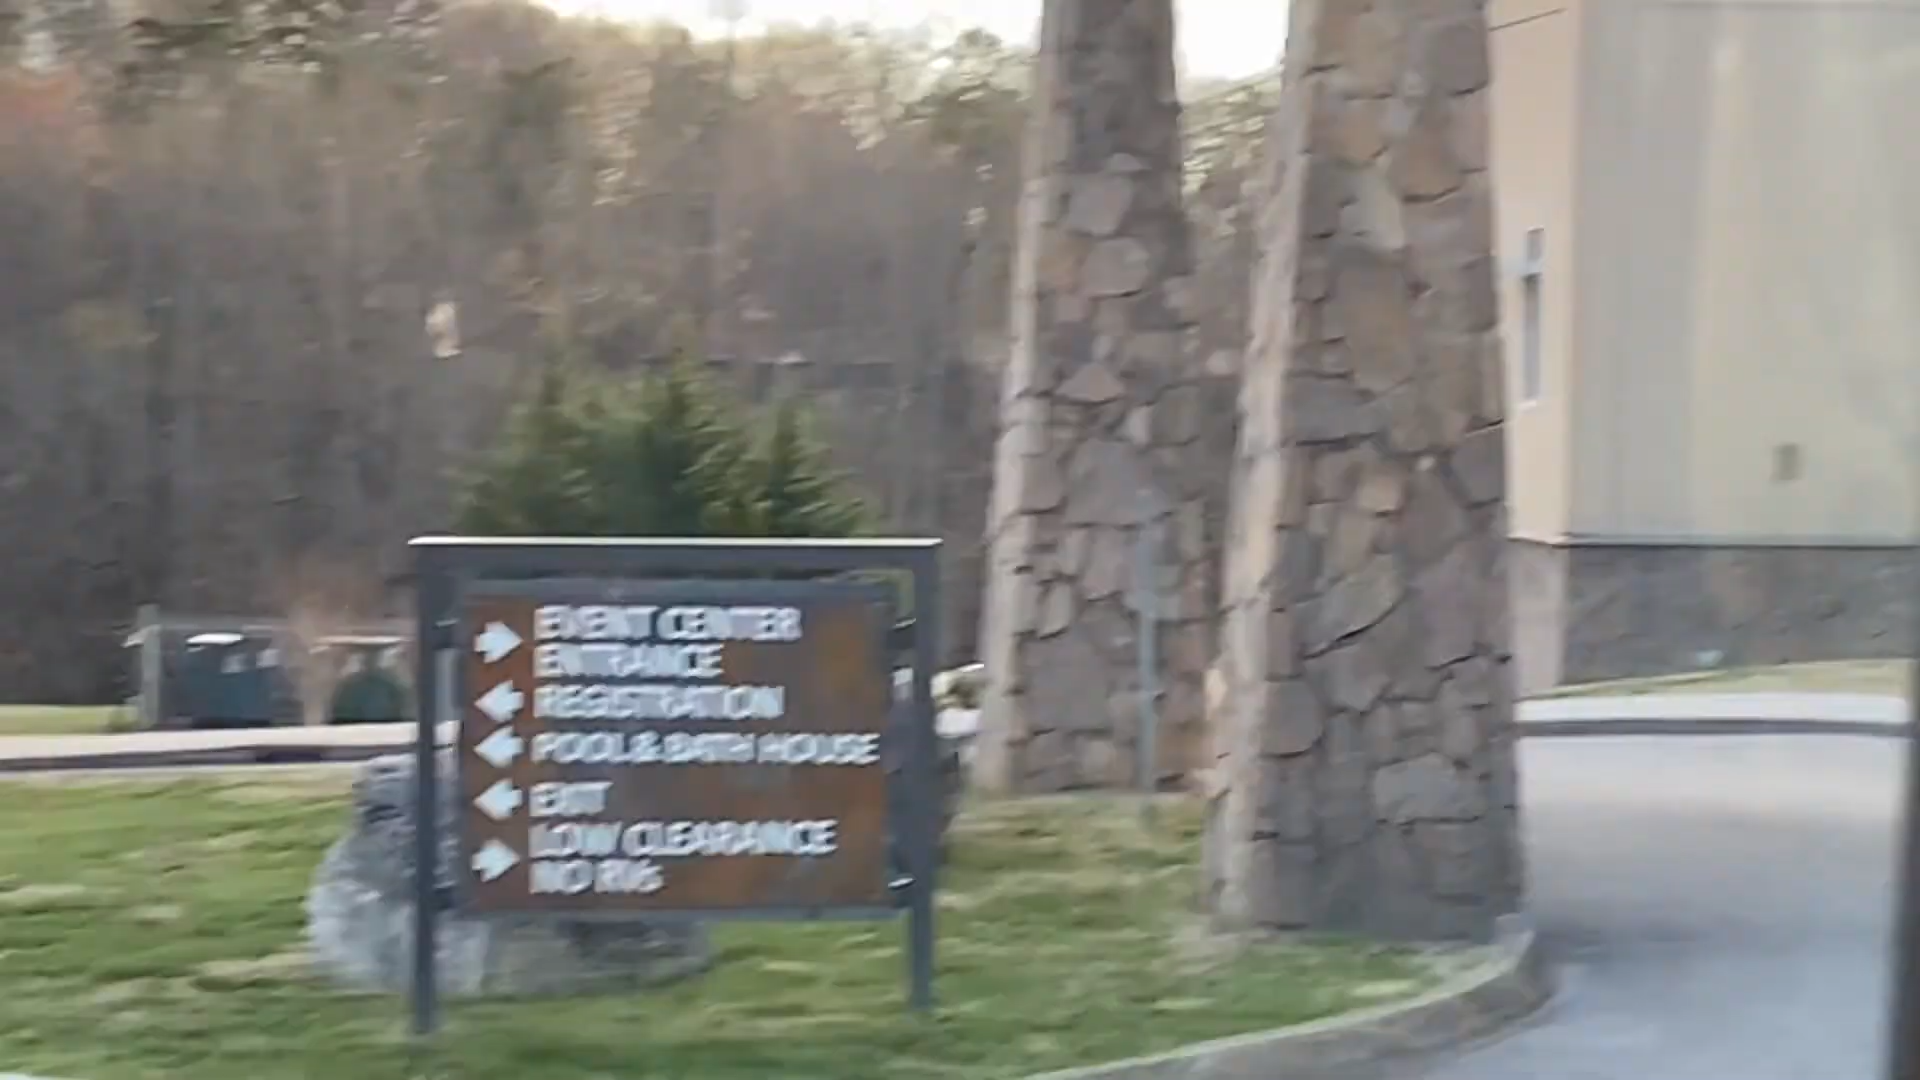 EVENT CENTER
ENTRANCE
REGISTRATION
POOL & BATH HOUSE
EXIT
LOW CLEARANCE
NO RVs